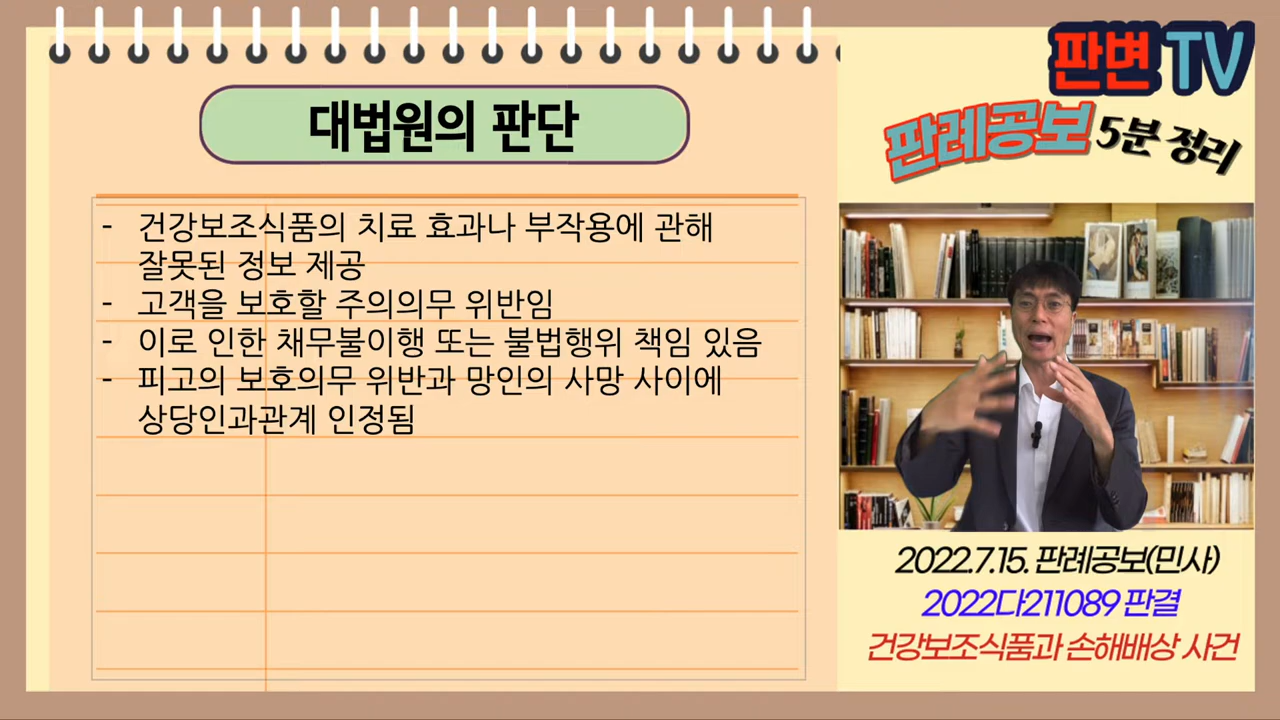 대법원의 판단
- 건강보조식품의 치료 효과나 부작용에 관해
잘못된 정보 제공
- 고객을 보호할 주의의무 위반임
- 이로 인한 채무불이행 또는 불법행위 책임 있음
- 피고의 보호의무 위반과 망인의 사망 사이에
상당인과관계 인정됨
판변 TV
판례공보 5분 정리
2022.7.15. 판례공보(민사)
2022다211089 판결
건강보조식품과 손해배상 사건